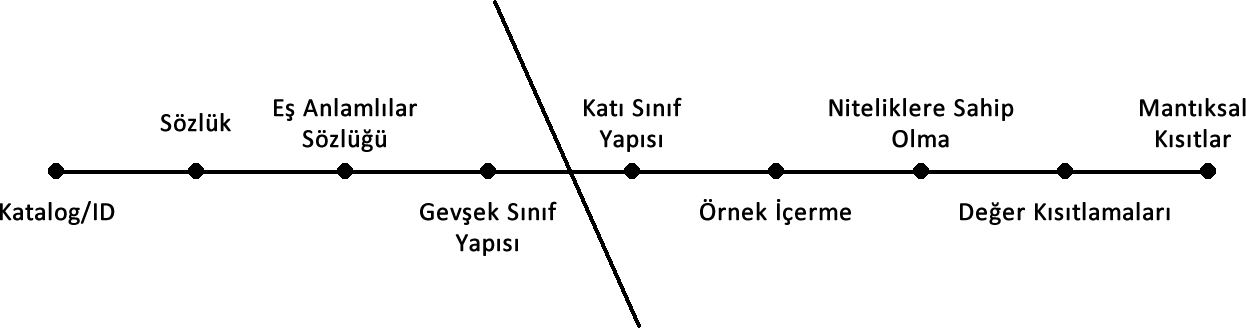 Katalog/ID
Sözlük
Eş Anlamlılar
Sözlüğü
Gevşek Sınıf
Yapısı
Katı Sınıf
Yapısı
Örnek İçerme
Niteliklere Sahip
Olma
Değer Kısıtlamaları
Mantıksal
Kısıtlar